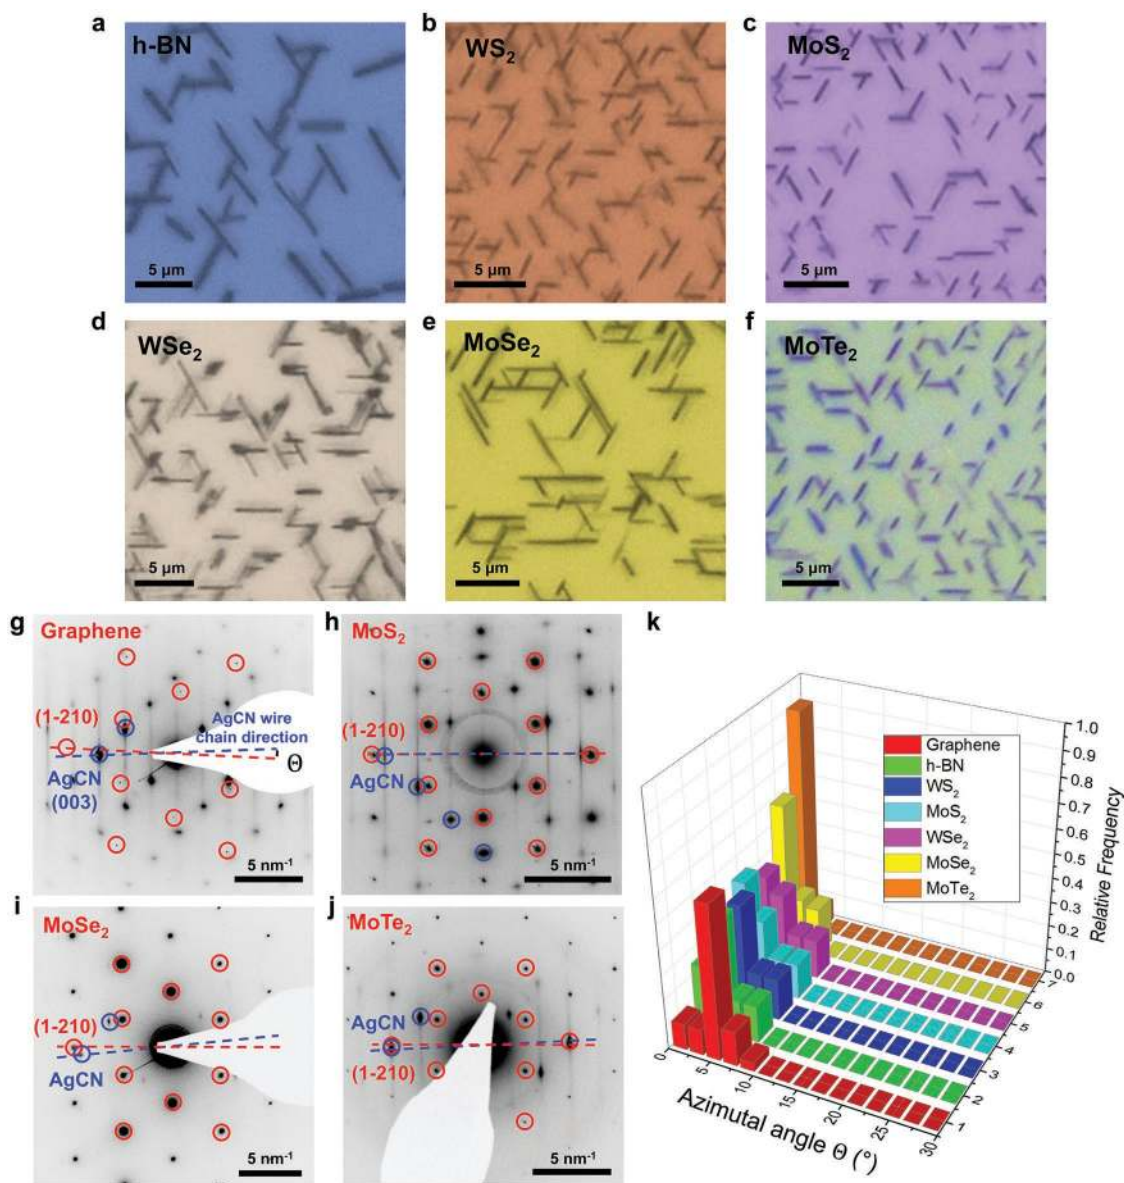 a
h-BN
5 µm
b
WS₂
5 µm
c
MoS₂
5 µm
d
WSe₂
5 µm
e
MoSe₂
5 µm
f
MoTe₂
5 µm
g
Graphene
(1-210)
AgCN wire
chain direction
Θ
AgCN
(003)
5 nm⁻¹
h
MoS₂
(1-210)
AgCN
5 nm⁻¹
i
MoSe₂
(1-210)
AgCN
5 nm⁻¹
j
MoTe₂
AgCN
(1-210)
5 nm⁻¹
k
Graphene
h-BN
WS₂
MoS₂
WSe₂
MoSe₂
MoTe₂
1.0
0.9
0.8
0.7
0.6
0.5
0.4
0.3
0.2
0.1
0.0
Relative Frequency
7
6
5
4
3
2
1
0
5
10
15
20
25
30
Azimutal angle Θ (°)